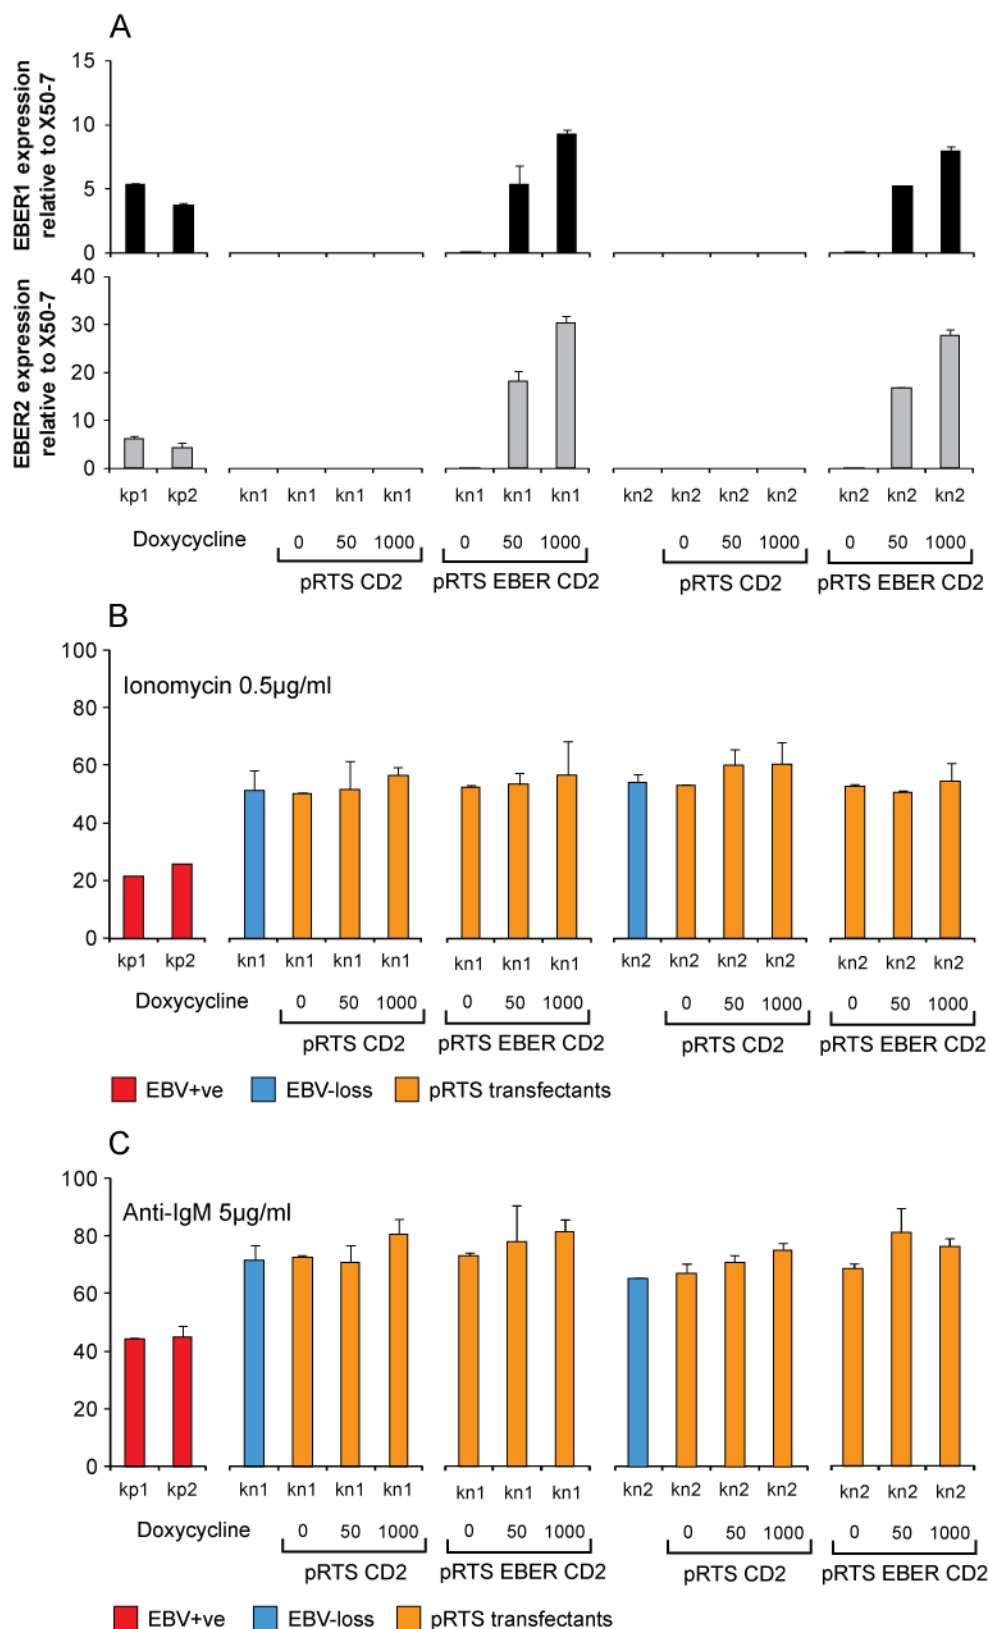 A
EBER1 expression
relative to X50-7
15
10
5
0
EBER2 expression
relative to X50-7
40
30
20
10
0
kp1 kp2 kn1 kn1 kn1 kn1 kn1 kn1 kn1 kn2 kn2 kn2 kn2 kn2 kn2 kn2
Doxycycline 0 50 1000 0 50 1000 0 50 1000 0 50 1000
pRTS CD2 pRTS EBER CD2 pRTS CD2 pRTS EBER CD2
B
100
80
60
40
20
0
Ionomycin 0.5µg/ml
kp1 kp2 kn1 kn1 kn1 kn1 kn1 kn1 kn1 kn2 kn2 kn2 kn2 kn2 kn2 kn2
Doxycycline 0 50 1000 0 50 1000 0 50 1000 0 50 1000
pRTS CD2 pRTS EBER CD2 pRTS CD2 pRTS EBER CD2
EBV+ve EBV-loss pRTS transfectants
C
100
80
60
40
20
0
Anti-IgM 5µg/ml
kp1 kp2 kn1 kn1 kn1 kn1 kn1 kn1 kn1 kn2 kn2 kn2 kn2 kn2 kn2 kn2
Doxycycline 0 50 1000 0 50 1000 0 50 1000 0 50 1000
pRTS CD2 pRTS EBER CD2 pRTS CD2 pRTS EBER CD2
EBV+ve EBV-loss pRTS transfectants